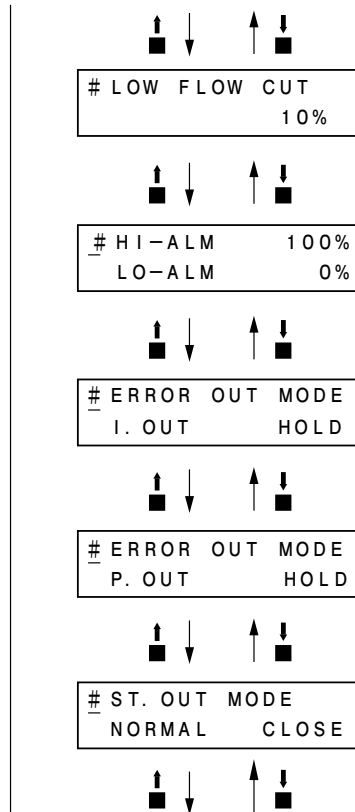 # LOW FLOW CUT
10%
# HI-ALM 100%
LO-ALM 0%
# ERROR OUT MODE
I. OUT HOLD
# ERROR OUT MODE
P. OUT HOLD
# ST. OUT MODE
NORMAL CLOSE